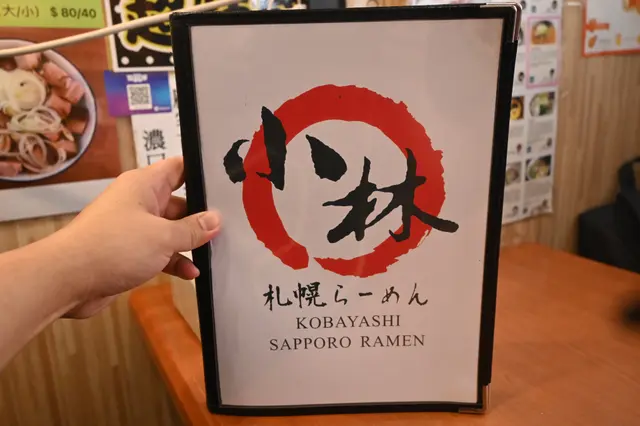 大/小) $ 80/40
小林
札幌らーめん
KOBAYASHI
SAPPORO RAMEN
濃